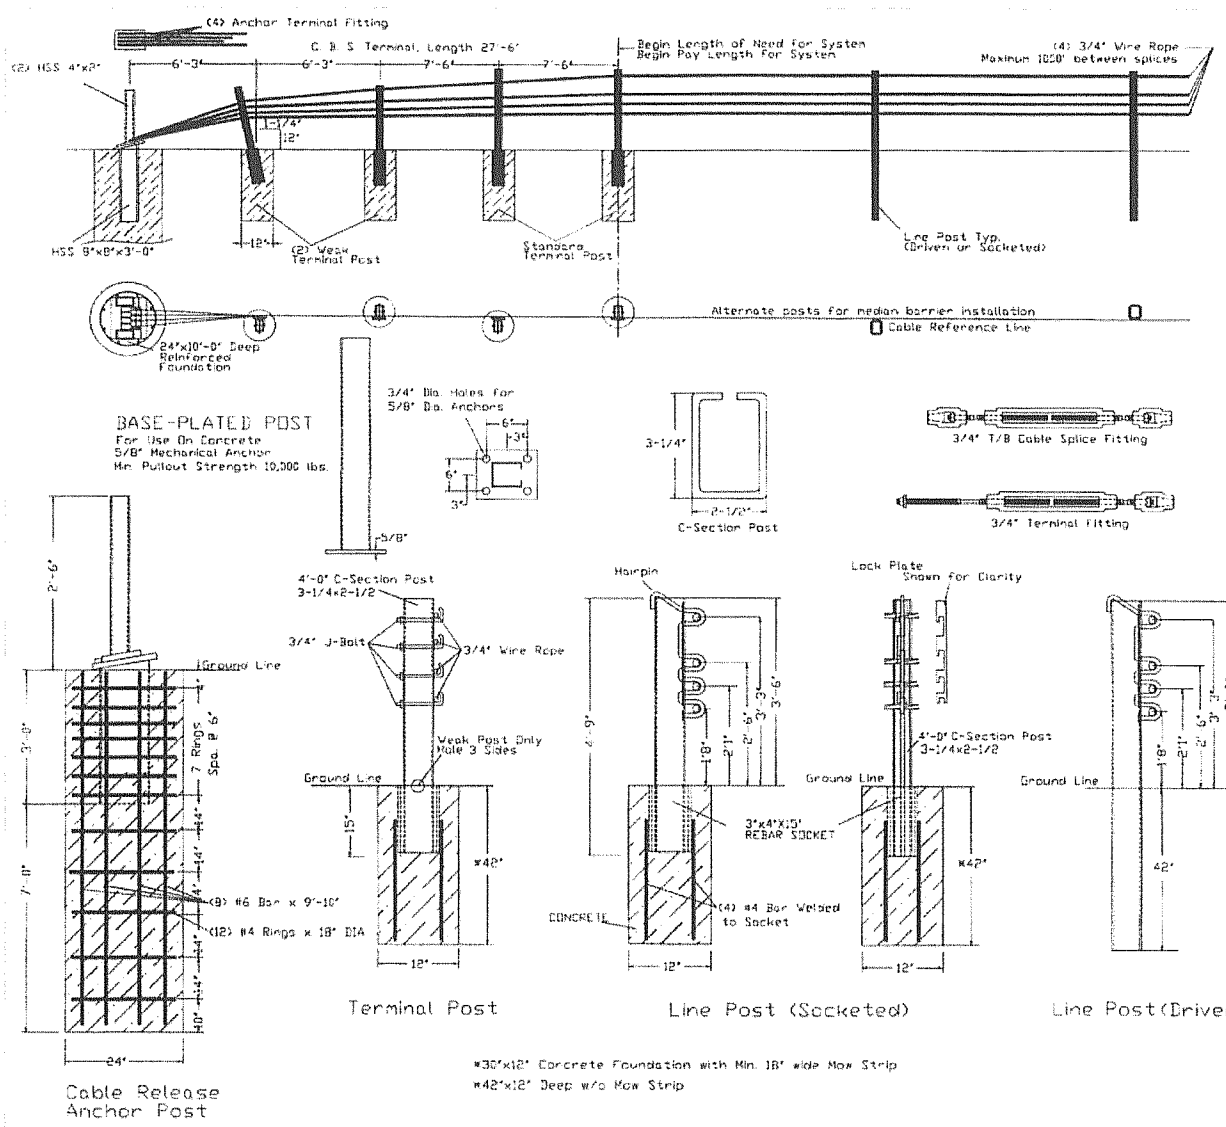 (4) Anchor Terminal Fitting
C. B. S. Terminal, Length 27'-6"
Begin Length of Need for System
Begin Pay Length for System
(4) 3/4" Wire Rope
Maximum 1000' between splices
(2) HSS 4"x2"
6'-3"
6'-3"
7'-6"
7'-6"
1-1/4"
12"
HSS 8"x8"x3'-0"
12"
(2) Weak
Terminal Post
Standard
Terminal Post
Line Post Typ.
(Driven or Socketed)
Alternate posts for median barrier installation
Cable Reference Line
24"x10'-0" Deep
Reinforced
Foundation
BASE-PLATED POST
For Use On Concrete
5/8" Mechanical Anchor
Min. Pullout Strength 10,000 lbs.
5/8"
3/4" Dia. Holes for
5/8" Dia. Anchors
6"
3"
6"
3"
3-1/4"
2-1/2"
C-Section Post
3/4" T/B Cable Splice Fitting
3/4" Terminal Fitting
2'-6"
Ground Line
3'-0"
4"
7 Rings
Spa. @ 6"
14"
14"
14"
14"
14"
14"
7'-0"
(8) #6 Bar x 9'-10"
(12) #4 Rings x 18" DIA
24"
Cable Release
Anchor Post
4'-0" C-Section Post
3-1/4x2-1/2
3/4" J-Bolt
3/4" Wire Rope
Weak Post Only
Hole 3 Sides
Ground Line
15"
*42"
12"
Terminal Post
Hairpin
4'-9"
1'8"
2'1"
2'-6"
3'-3"
3'-6"
3"x4"X15"
REBAR SOCKET
CONCRETE
(4) #4 Bar Welded
to Socket
12"
Line Post (Socketed)
Lock Plate
Shown for Clarity
4'-0" C-Section Post
3-1/4x2-1/2
Ground Line
*42"
12"
1'8"
2'1"
2'-6"
3'-3"
Ground Line
42"
Line Post(Drive
*30"x12" Concrete Foundation with Min. 18" wide Mow Strip
*42"x12" Deep w/o Mow Strip